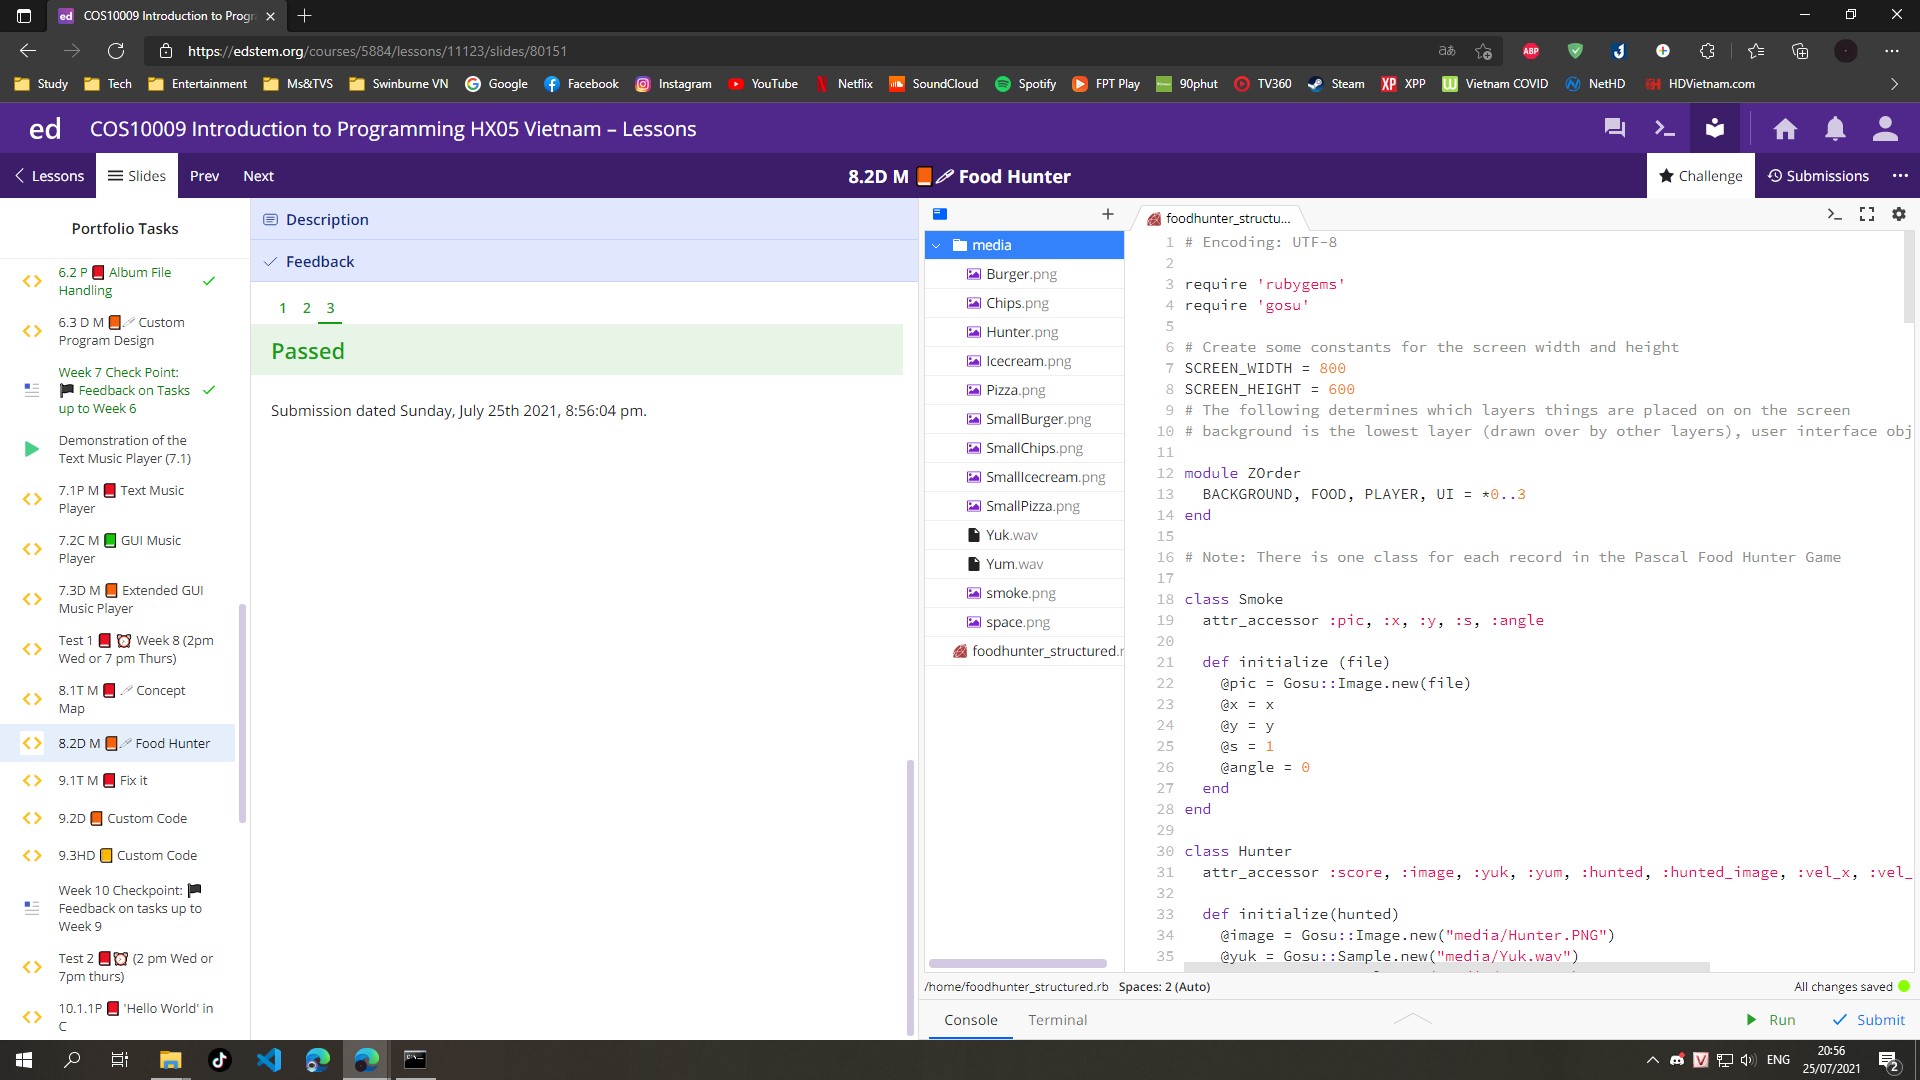 COS10009 Introduction to Progr
https://edstem.org/courses/5884/lessons/11123/slides/80151
Study Tech Entertainment Ms&TVS Swinburne VN Google Facebook Instagram YouTube Netflix SoundCloud Spotify FPT Play 90phut TV360 Steam XPP Vietnam COVID NetHD HDVietnam.com
ed COS10009 Introduction to Programming HX05 Vietnam – Lessons
Lessons Slides Prev Next 8.2D M 📙🖊 Food Hunter Challenge Submissions
Portfolio Tasks
6.2 P 📕 Album File
Handling
6.3 D M 📙🖊 Custom
Program Design
Week 7 Check Point:
🏴 Feedback on Tasks
up to Week 6
Demonstration of the
Text Music Player (7.1)
7.1P M 📕 Text Music
Player
7.2C M 📗 GUI Music
Player
7.3D M 📙 Extended GUI
Music Player
Test 1 📕 ⏰ Week 8 (2pm
Wed or 7 pm Thurs)
8.1T M 📕 🖊 Concept
Map
8.2D M 📙🖊 Food Hunter
9.1T M 📕 Fix it
9.2D 📙 Custom Code
9.3HD 📒 Custom Code
Week 10 Checkpoint: 🏴
Feedback on tasks up to
Week 9
Test 2 📕⏰ (2 pm Wed or
7pm thurs)
10.1.1P 📕 'Hello World' in
C
Description
Feedback
1 2 3
Passed
Submission dated Sunday, July 25th 2021, 8:56:04 pm.
media
Burger.png
Chips.png
Hunter.png
Icecream.png
Pizza.png
SmallBurger.png
SmallChips.png
SmallIcecream.png
SmallPizza.png
Yuk.wav
Yum.wav
smoke.png
space.png
foodhunter_structured.r
foodhunter_structu...
1 # Encoding: UTF-8
2
3 require 'rubygems'
4 require 'gosu'
5
6 # Create some constants for the screen width and height
7 SCREEN_WIDTH = 800
8 SCREEN_HEIGHT = 600
9 # The following determines which layers things are placed on on the screen
10 # background is the lowest layer (drawn over by other layers), user interface obj
11
12 module ZOrder
13 BACKGROUND, FOOD, PLAYER, UI = *0..3
14 end
15
16 # Note: There is one class for each record in the Pascal Food Hunter Game
17
18 class Smoke
19 attr_accessor :pic, :x, :y, :s, :angle
20
21 def initialize (file)
22 @pic = Gosu::Image.new(file)
23 @x = x
24 @y = y
25 @s = 1
26 @angle = 0
27 end
28 end
29
30 class Hunter
31 attr_accessor :score, :image, :yuk, :yum, :hunted, :hunted_image, :vel_x, :vel_
32
33 def initialize(hunted)
34 @image = Gosu::Image.new("media/Hunter.PNG")
35 @yuk = Gosu::Sample.new("media/Yuk.wav")
/home/foodhunter_structured.rb Spaces: 2 (Auto) All changes saved
Console Terminal Run Submit
ENG
20:56
25/07/2021
2